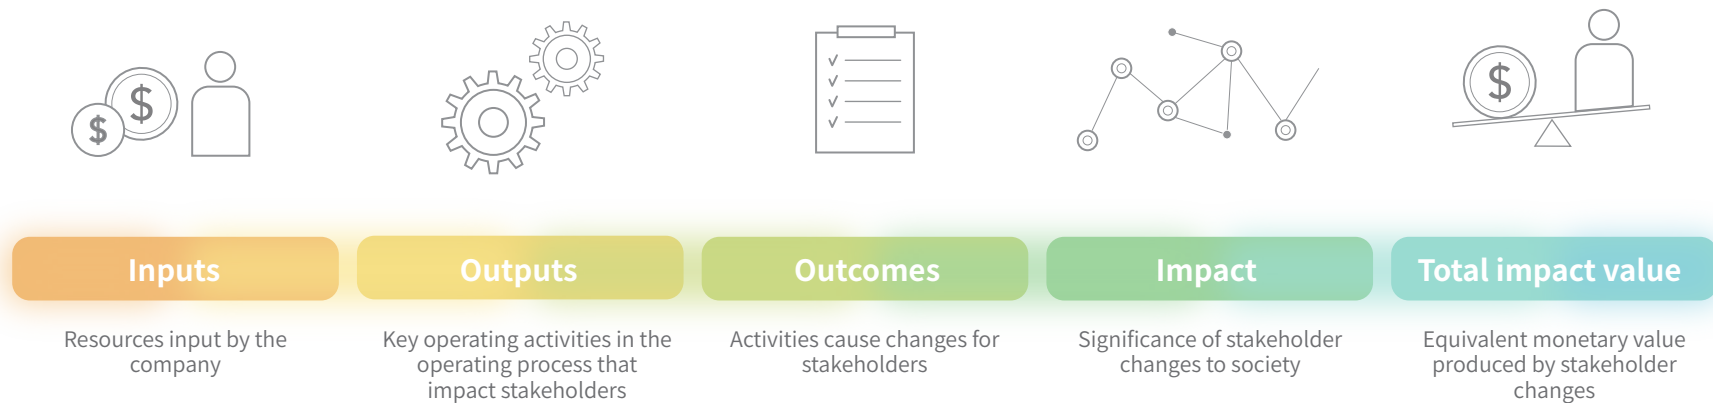 $
$
$
Inputs
Outputs
Outcomes
Impact
Total impact value
Resources input by the
company
Key operating activities in the
operating process that
impact stakeholders
Activities cause changes for
stakeholders
Significance of stakeholder
changes to society
Equivalent monetary value
produced by stakeholder
changes